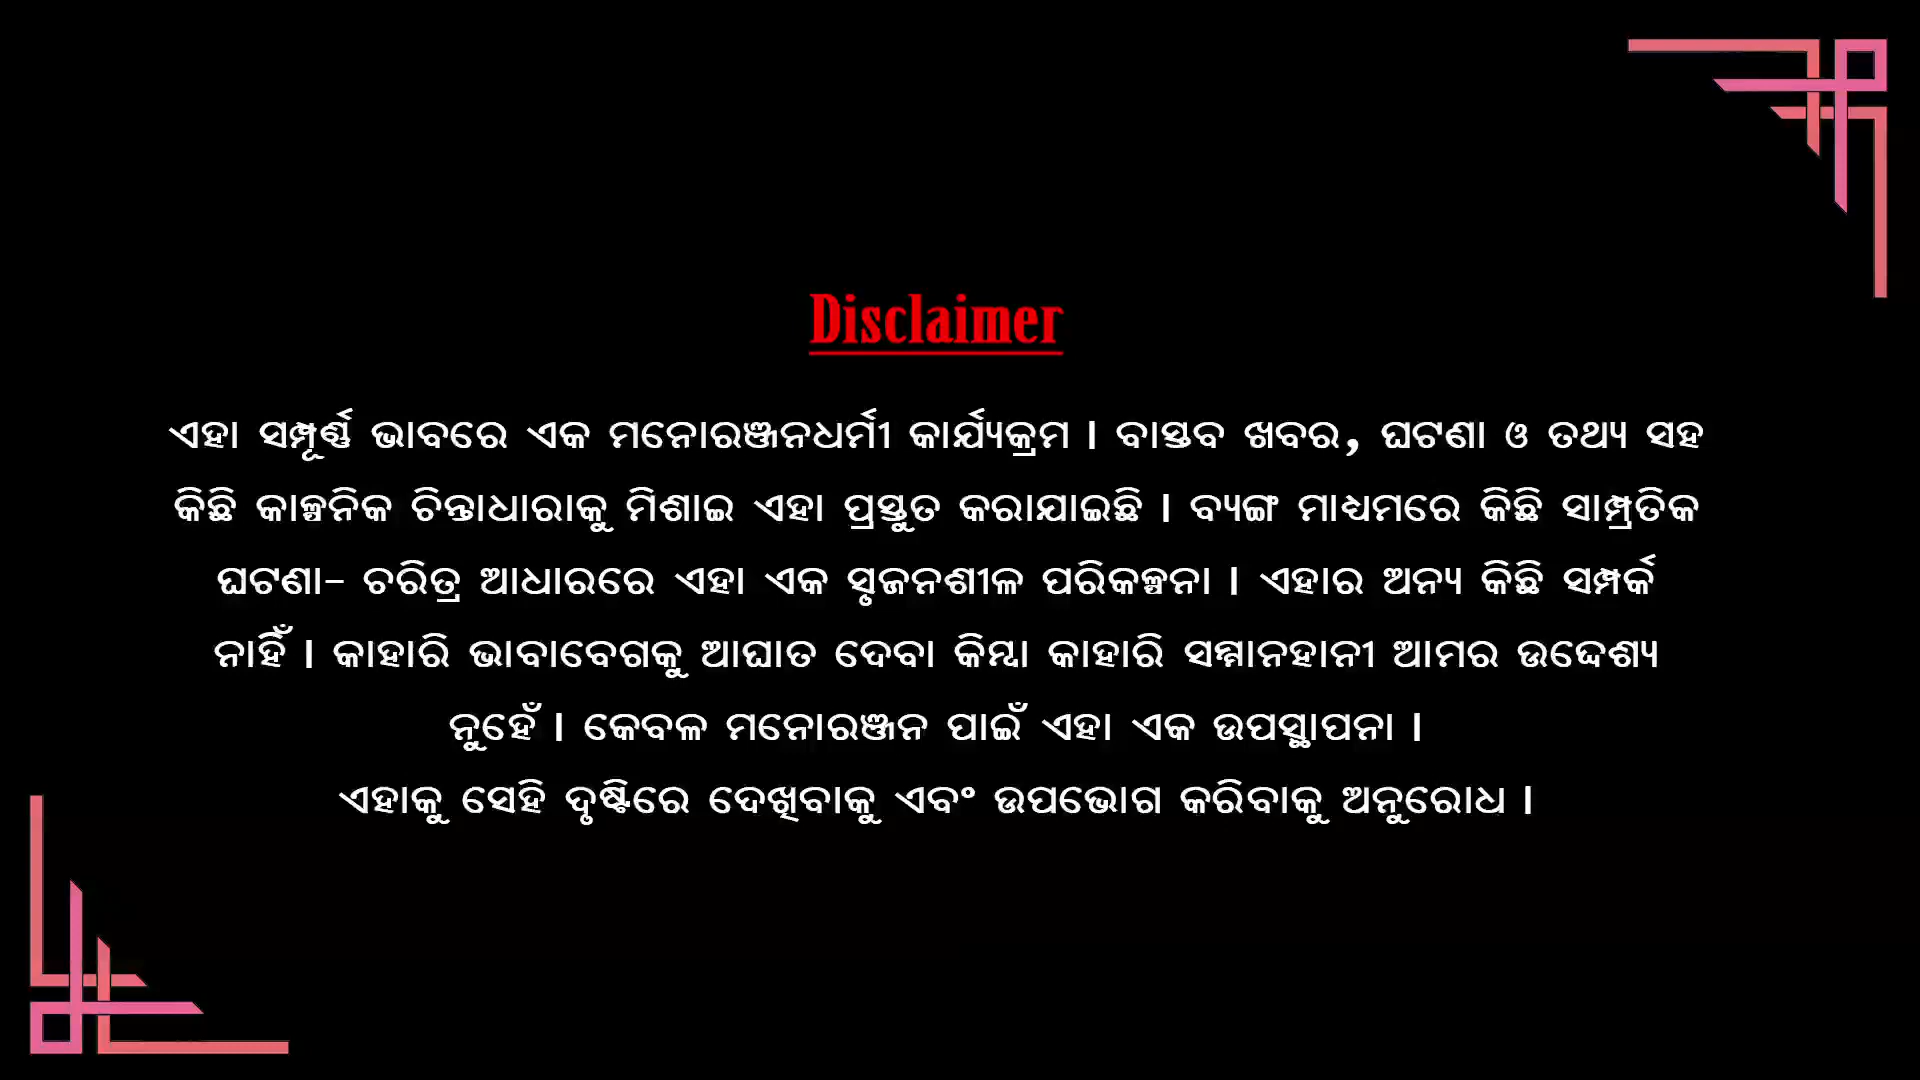 Disclaimer
ଏହା ସମ୍ପୂର୍ଣ୍ଣ ଭାବରେ ଏକ ମନୋରଞ୍ଜନଧର୍ମୀ କାର୍ଯ୍ୟକ୍ରମ । ବାସ୍ତବ ଖବର, ଘଟଣା ଓ ତଥ୍ୟ ସହ
କିଛି କାଳ୍ପନିକ ଚିନ୍ତାଧାରାକୁ ମିଶାଇ ଏହା ପ୍ରସ୍ତୁତ କରାଯାଇଛି । ବ୍ୟଙ୍ଗ ମାଧ୍ୟମରେ କିଛି ସାମ୍ପ୍ରତିକ
ଘଟଣା- ଚରିତ୍ର ଆଧାରରେ ଏହା ଏକ ସୃଜନଶୀଳ ପରିକଳ୍ପନା । ଏହାର ଅନ୍ୟ କିଛି ସମ୍ପର୍କ
ନାହିଁ । କାହାରି ଭାବାବେଗକୁ ଆଘାତ ଦେବା କିମ୍ବା କାହାରି ସମ୍ମାନହାନୀ ଆମର ଉଦ୍ଦେଶ୍ୟ
ନୁହେଁ । କେବଳ ମନୋରଞ୍ଜନ ପାଇଁ ଏହା ଏକ ଉପସ୍ଥାପନା ।
ଏହାକୁ ସେହି ଦୃଷ୍ଟିରେ ଦେଖିବାକୁ ଏବଂ ଉପଭୋଗ କରିବାକୁ ଅନୁରୋଧ ।